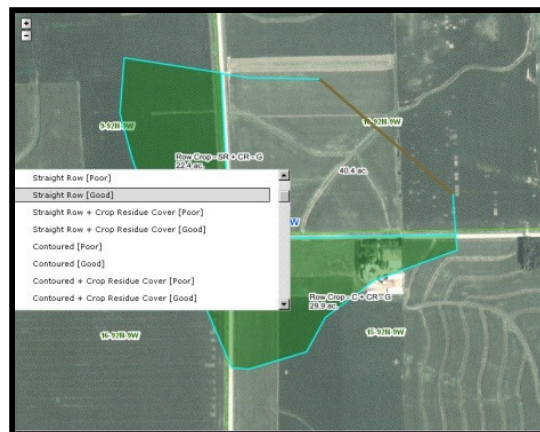 +
-
9-92N-9W
10-92N-9W
Row Crop - SR + CR - G
22.4 ac.
40.4 ac.
Straight Row [Poor]
Straight Row [Good]
Straight Row + Crop Residue Cover [Poor]
Straight Row + Crop Residue Cover [Good]
Contoured [Poor]
Contoured [Good]
Contoured + Crop Residue Cover [Poor]
Contoured + Crop Residue Cover [Good]
W
Row Crop - C + CR - G
29.9 ac.
16-92N-9W
15-92N-9W